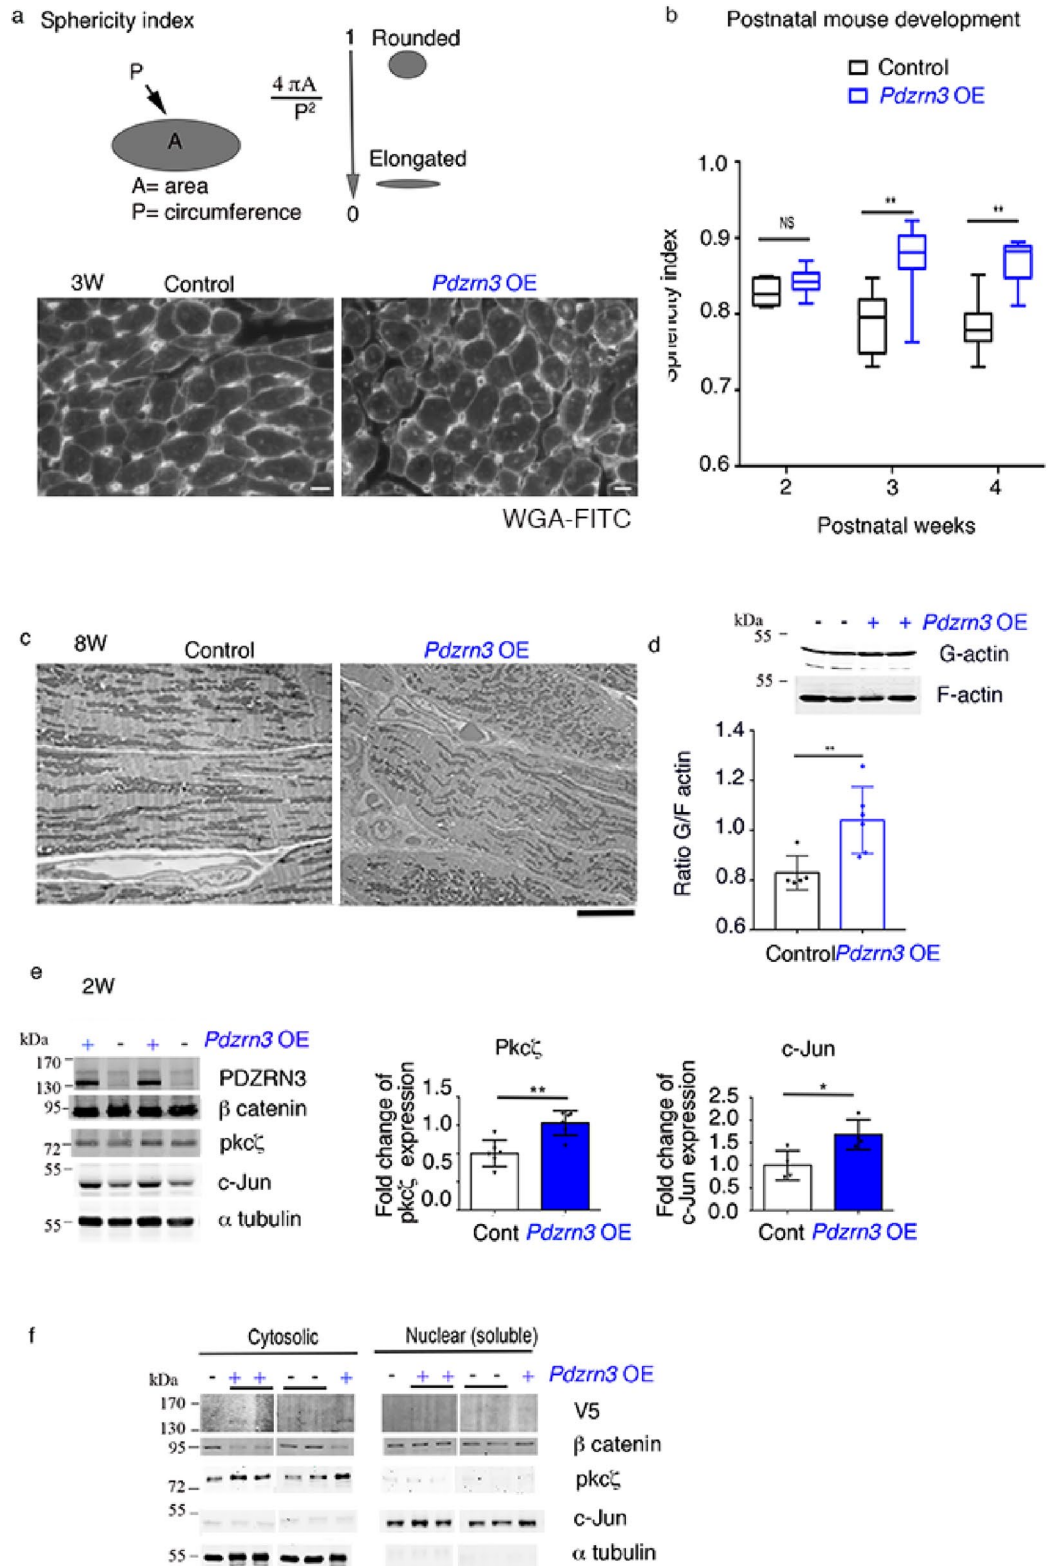 a Sphericity index
P
A
A= area
P= circumference
4 πA
P²
1 Rounded
Elongated
0
3W Control Pdzrn3 OE
WGA-FITC
b Postnatal mouse development
Control
Pdzrn3 OE
Sphericity index
1.0
0.9
0.8
0.7
0.6
NS
**
**
2 3 4
Postnatal weeks
c 8W Control Pdzrn3 OE
d
kDa - - + + Pdzrn3 OE
55 G-actin
55 F-actin
Ratio G/F actin
1.4
1.2
1.0
0.8
0.6
**
Control Pdzrn3 OE
e
2W
kDa + - + - Pdzrn3 OE
170
130 PDZRN3
95 β catenin
72 pkcζ
55 c-Jun
55 α tubulin
Pkcζ
Fold change of
pkcζ expression
1.5
1.0
0.5
0.0
**
Cont Pdzrn3 OE
c-Jun
Fold change of
c-Jun expression
2.5
2.0
1.5
1.0
0.5
0.0
*
Cont Pdzrn3 OE
f
Cytosolic Nuclear (soluble)
kDa - + + - - + - + + - - + Pdzrn3 OE
170
130 V5
95 β catenin
72 pkcζ
55 c-Jun
55 α tubulin